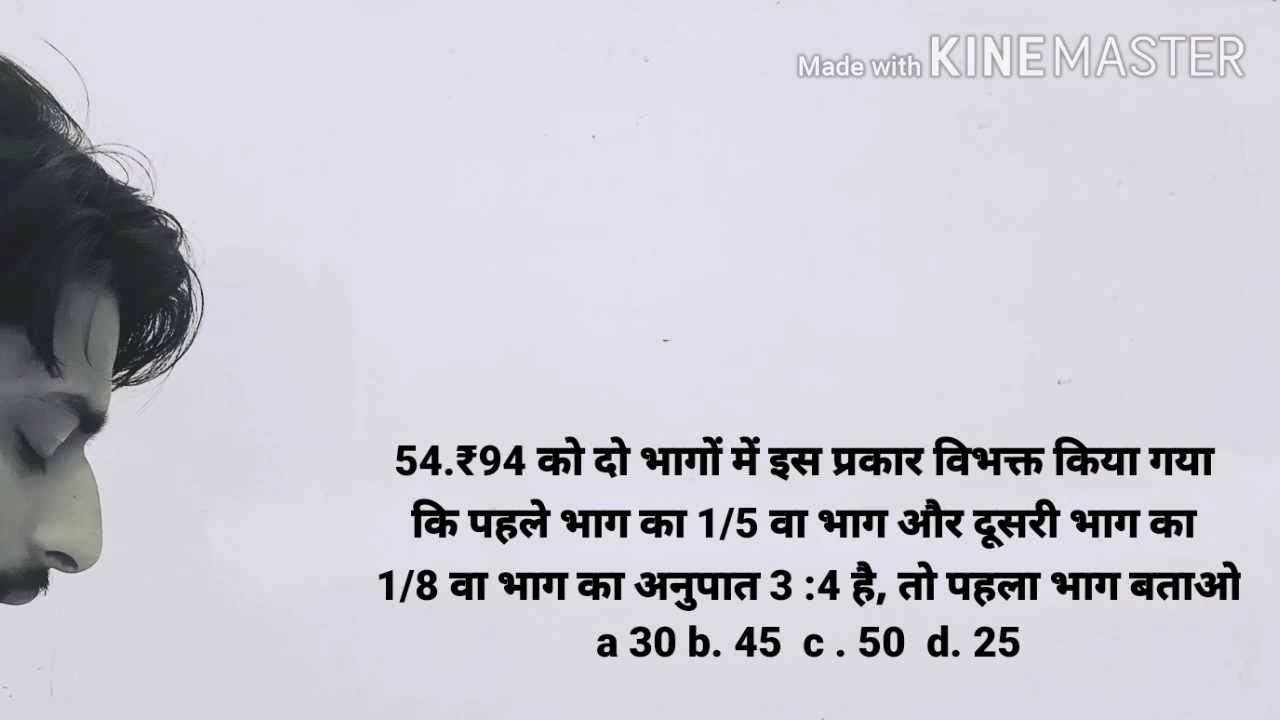 Made with KINEMASTER
54.₹94 को दो भागों में इस प्रकार विभक्त किया गया
कि पहले भाग का 1/5 वा भाग और दूसरी भाग का
1/8 वा भाग का अनुपात 3 :4 है, तो पहला भाग बताओ
a 30 b. 45 c . 50 d. 25